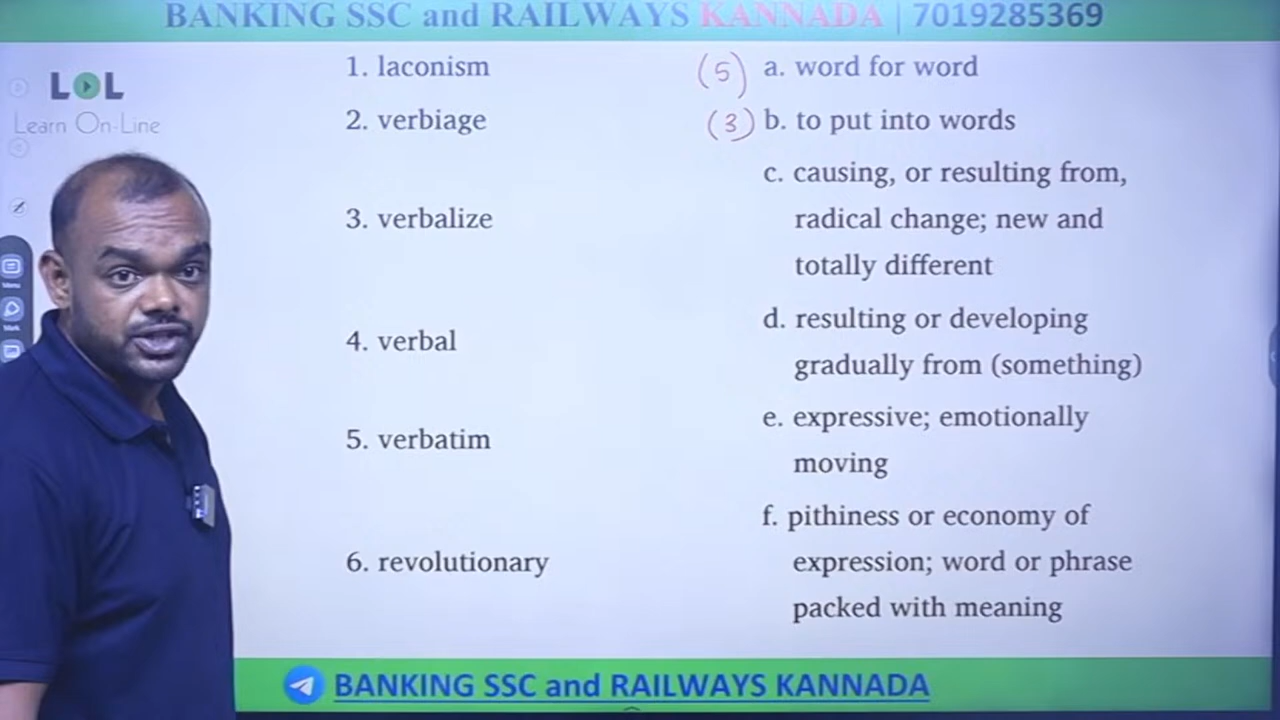 BANKING SSC and RAILWAYS KANNADA | 7019285369
LOL
Learn On-Line
1. laconism
(5) a. word for word
2. verbiage
(3) b. to put into words
c. causing, or resulting from,
3. verbalize
radical change; new and
totally different
d. resulting or developing
4. verbal
gradually from (something)
e. expressive; emotionally
5. verbatim
moving
f. pithiness or economy of
6. revolutionary
expression; word or phrase
packed with meaning
Menu
Mark
BANKING SSC and RAILWAYS KANNADA